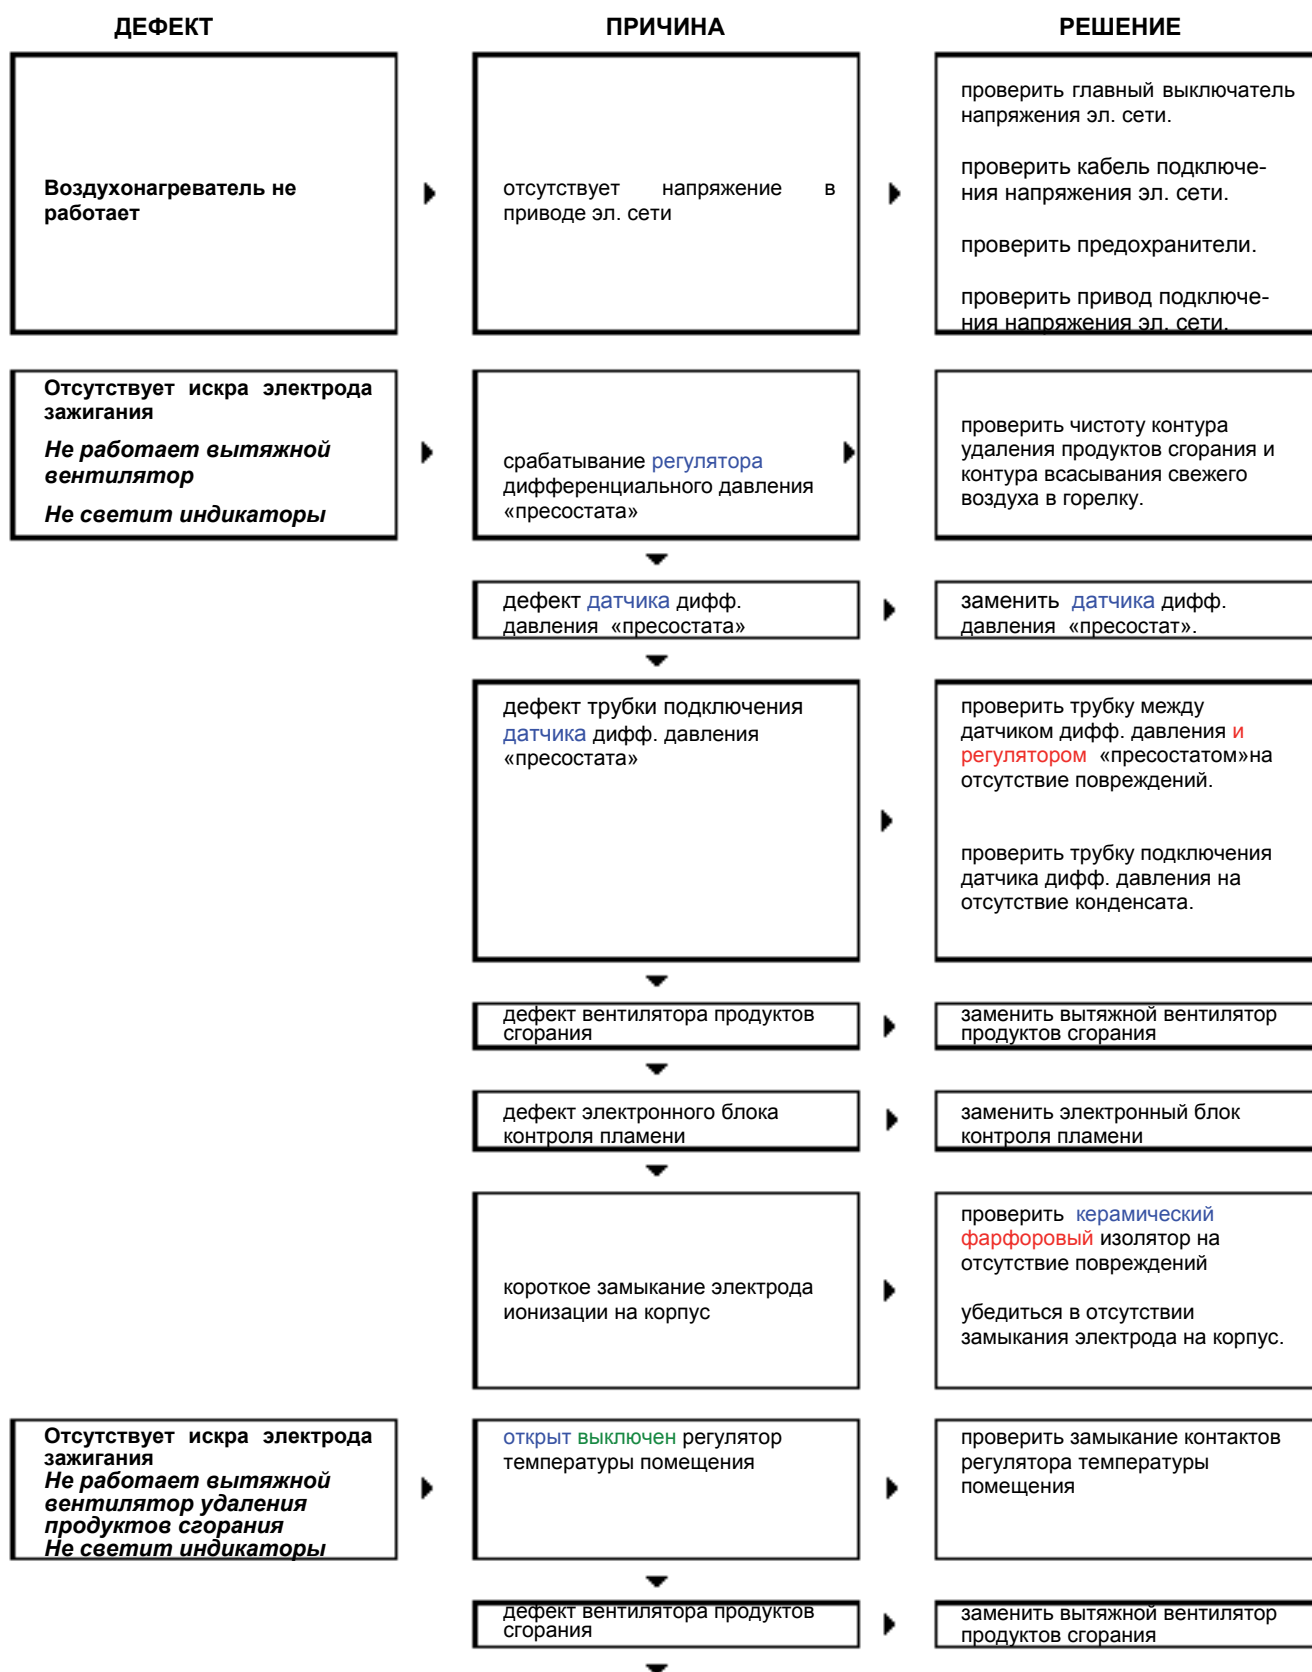 ДЕФЕКТ ПРИЧИНА РЕШЕНИЕ
Воздухонагреватель не
работает
отсутствует напряжение в
приводе эл. сети
проверить главный выключатель
напряжения эл. сети.
проверить кабель подключе-
ния напряжения эл. сети.
проверить предохранители.
проверить привод подключе-
ния напряжения эл. сети.
Отсутствует искра электрода
зажигания
Не работает вытяжной
вентилятор
Не светит индикаторы
срабатывание регулятора
дифференциального давления
«пресостата»
проверить чистоту контура
удаления продуктов сгорания и
контура всасывания свежего
воздуха в горелку.
дефект датчика дифф.
давления «пресостата»
заменить датчика дифф.
давления «пресостат».
дефект трубки подключения
датчика дифф. давления
«пресостата»
проверить трубку между
датчиком дифф. давления и
регулятором «пресостатом»на
отсутствие повреждений.
проверить трубку подключения
датчика дифф. давления на
отсутствие конденсата.
дефект вентилятора продуктов
сгорания
заменить вытяжной вентилятор
продуктов сгорания
дефект электронного блока
контроля пламени
заменить электронный блок
контроля пламени
короткое замыкание электрода
ионизации на корпус
проверить керамический
фарфоровый изолятор на
отсутствие повреждений
убедиться в отсутствии
замыкания электрода на корпус.
Отсутствует искра электрода
зажигания
Не работает вытяжной
вентилятор удаления
продуктов сгорания
Не светит индикаторы
открыт выключен регулятор
температуры помещения
проверить замыкание контактов
регулятора температуры
помещения
дефект вентилятора продуктов
сгорания
заменить вытяжной вентилятор
продуктов сгорания